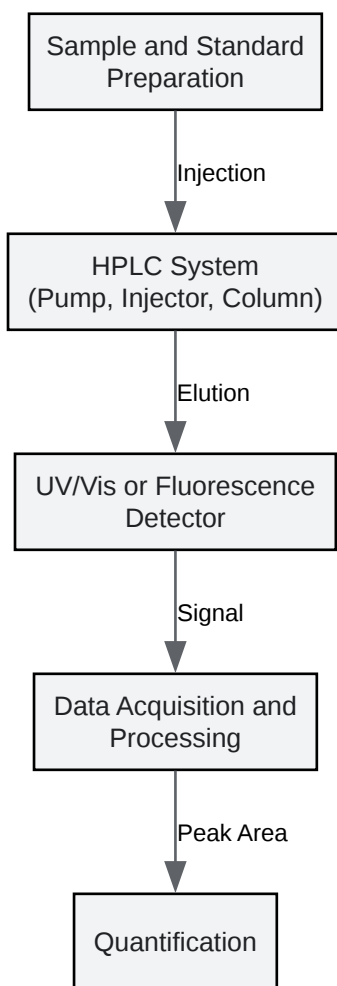 Sample and Standard
Preparation
Injection
HPLC System
(Pump, Injector, Column)
Elution
UV/Vis or Fluorescence
Detector
Signal
Data Acquisition and
Processing
Peak Area
Quantification